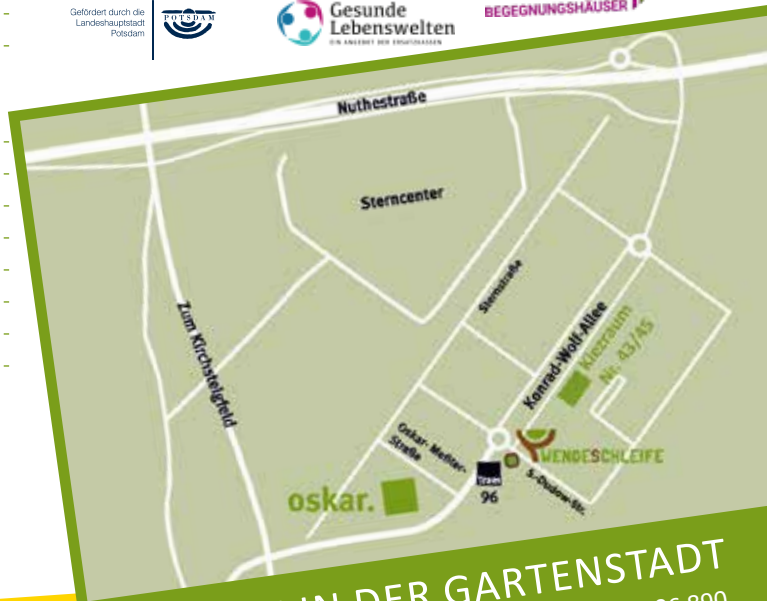 Gefördert durch die
Landeshauptstadt
Potsdam
POTSDAM
Gesunde
Lebenswelten
EIN ANGEBOT DER ERSATZKASSEN
BEGEGNUNGSHÄUSER
Nuthestraße
Sterncenter
Sternstraße
Zum Kirchsteigfeld
Konrad-Wolf-Allee
Kiezraum
Nr. 43/45
Oskar-Meßter-
Straße
WENDESCHLEIFE
Tram
96
S.-Dudow-Str.
oskar.
IN DER GARTENSTADT